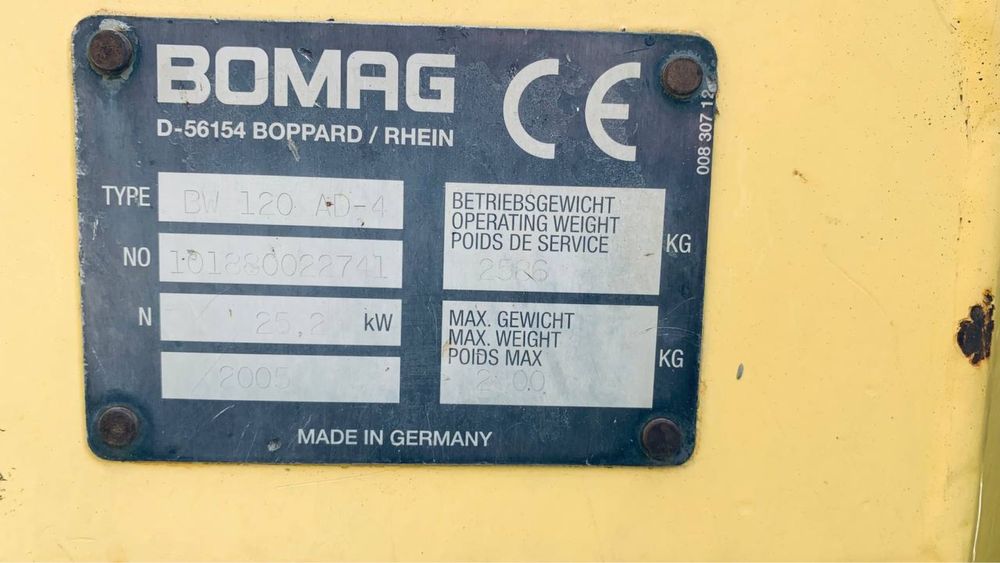 BOMAG
CE
D-56154 BOPPARD / RHEIN
008 307 12
TYPE BW 120 AD-4
NO 101880022741
N 25,2 kW
2005
BETRIEBSGEWICHT
OPERATING WEIGHT
POIDS DE SERVICE
KG
MAX. GEWICHT
MAX. WEIGHT
POIDS MAX
KG
MADE IN GERMANY